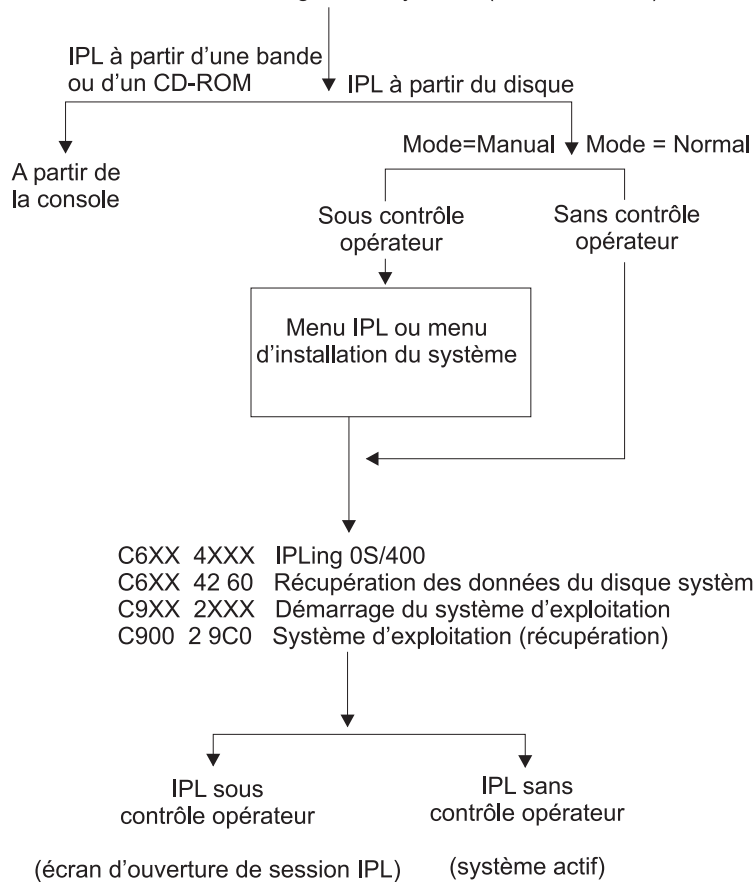 IPL à partir d'une bande
ou d'un CD-ROM
IPL à partir du disque
A partir de
la console
Mode=Manual
Mode = Normal
Sous contrôle
opérateur
Sans contrôle
opérateur
Menu IPL ou menu
d'installation du système
C6XX 4XXX IPLing 0S/400
C6XX 42 60 Récupération des données du disque systèm
C9XX 2XXX Démarrage du système d'exploitation
C900 2 9C0 Système d'exploitation (récupération)
IPL sous
contrôle opérateur
(écran d'ouverture de session IPL)
IPL sans
contrôle opérateur
(système actif)